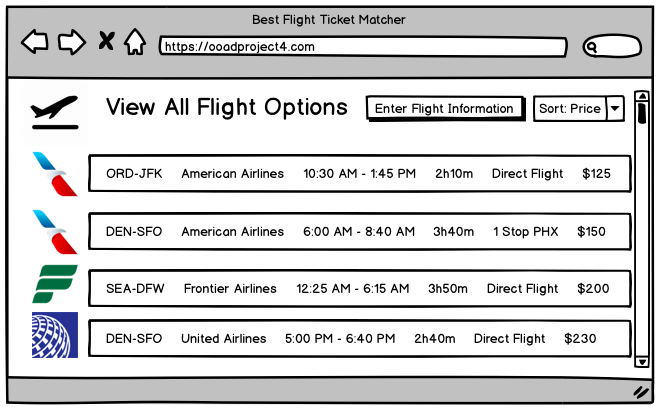 Best Flight Ticket Matcher
https://ooadproject4.com
View All Flight Options Enter Flight Information Sort: Price
ORD-JFK American Airlines 10:30 AM - 1:45 PM 2h10m Direct Flight $125
DEN-SFO American Airlines 6:00 AM - 8:40 AM 3h40m 1 Stop PHX $150
SEA-DFW Frontier Airlines 12:25 AM - 6:15 AM 3h50m Direct Flight $200
DEN-SFO United Airlines 5:00 PM - 6:40 PM 2h40m Direct Flight $230